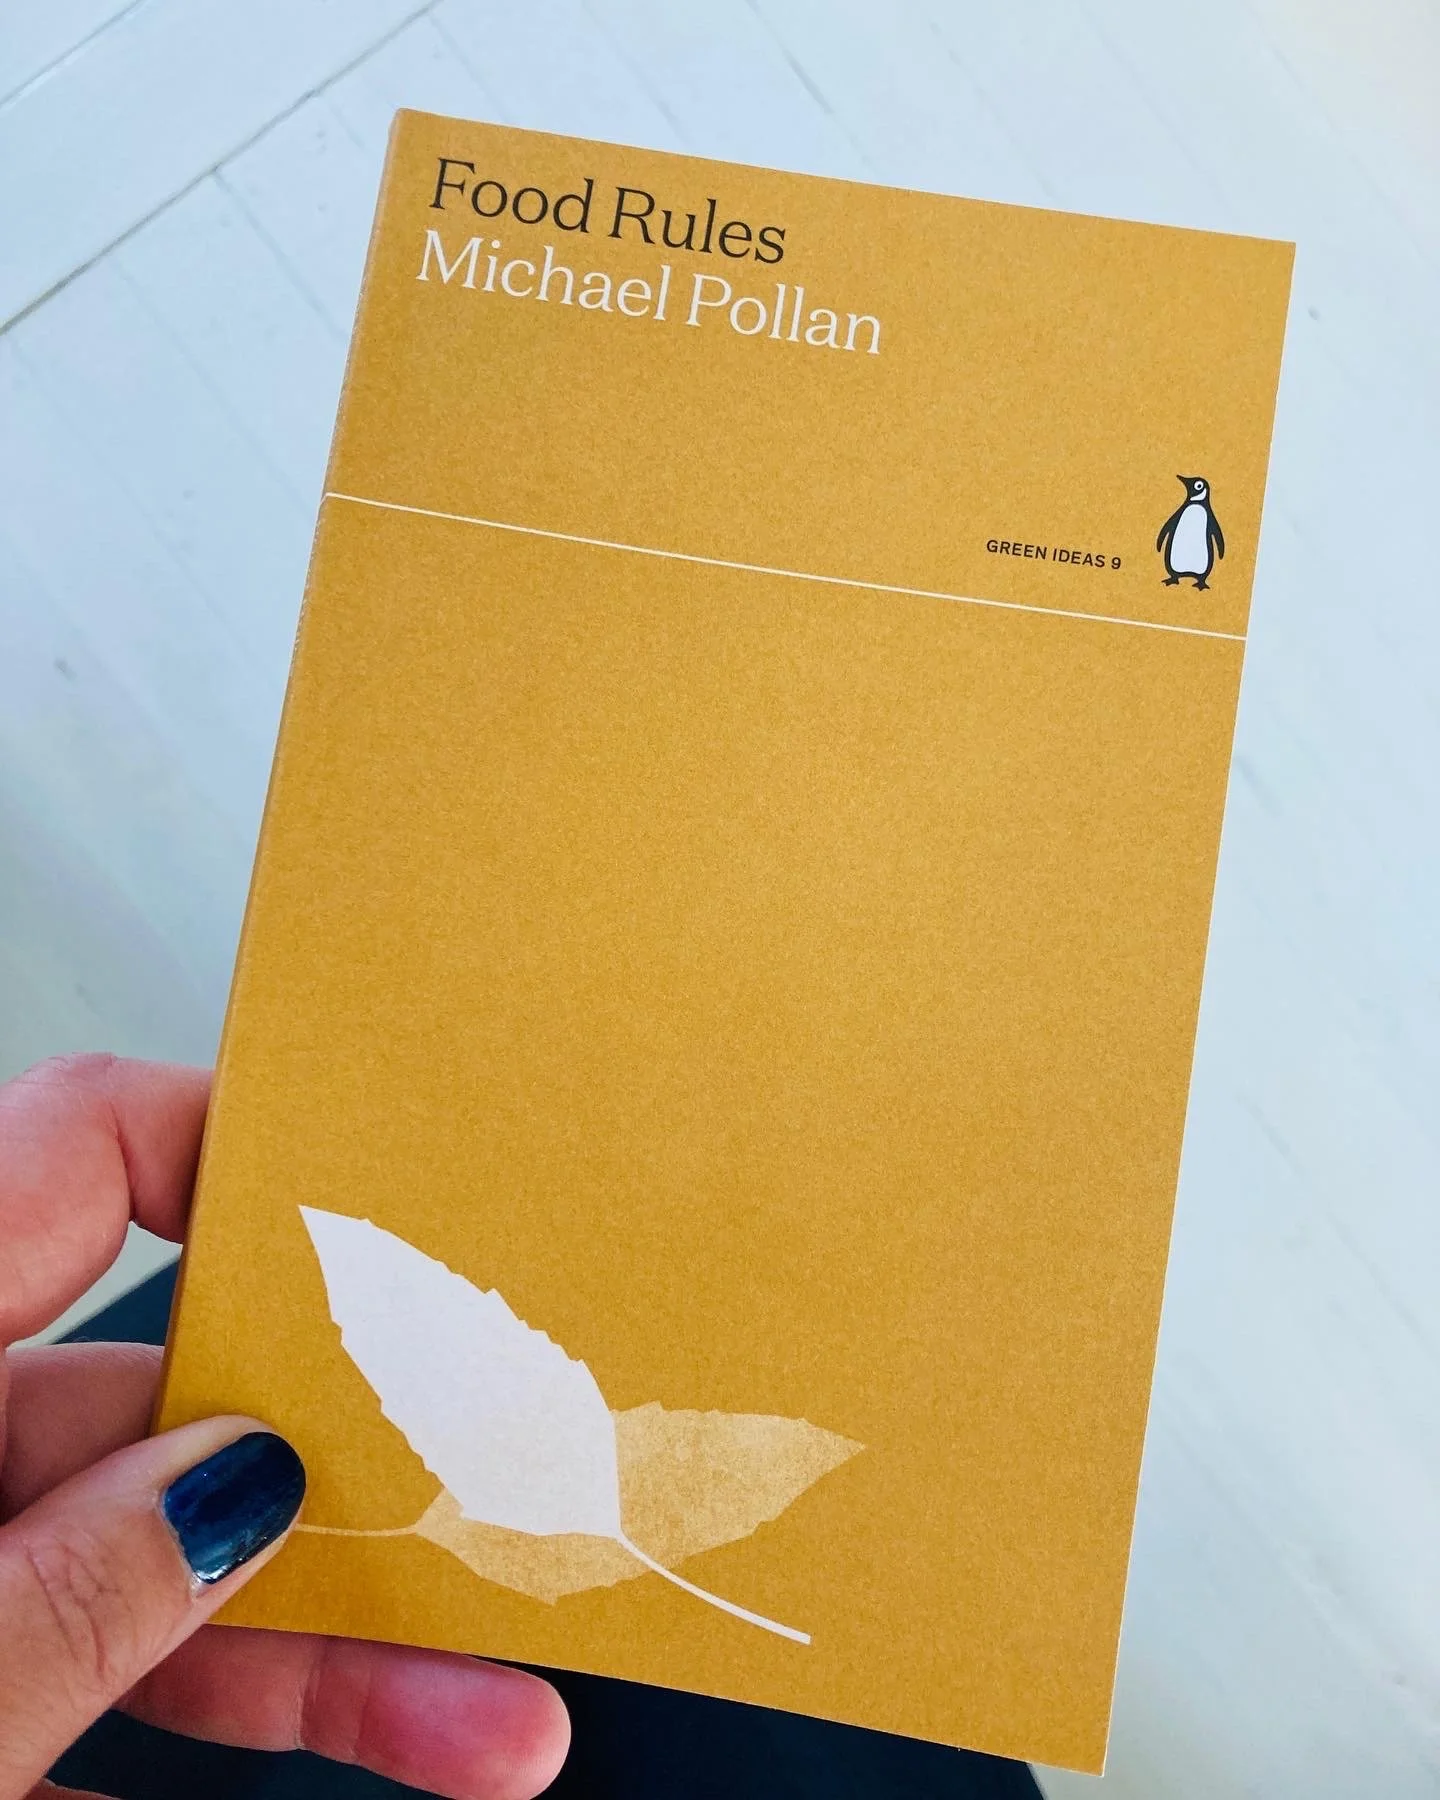 Food Rules
Michael Pollan
GREEN IDEAS 9